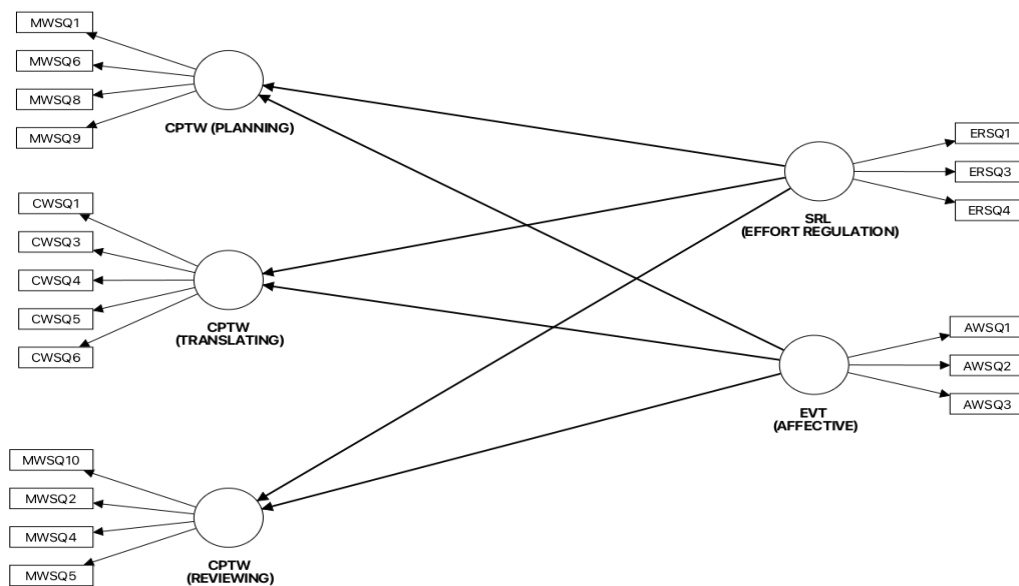 MWSQ1
MWSQ6
MWSQ8
MWSQ9
CPTW (PLANNING)
CWSQ1
CWSQ3
CWSQ4
CWSQ5
CWSQ6
CPTW
(TRANSLATING)
MWSQ10
MWSQ2
MWSQ4
MWSQ5
CPTW
(REVIEWING)
SRL
(EFFORT REGULATION)
ERSQ1
ERSQ3
ERSQ4
EVT
(AFFECTIVE)
AWSQ1
AWSQ2
AWSQ3